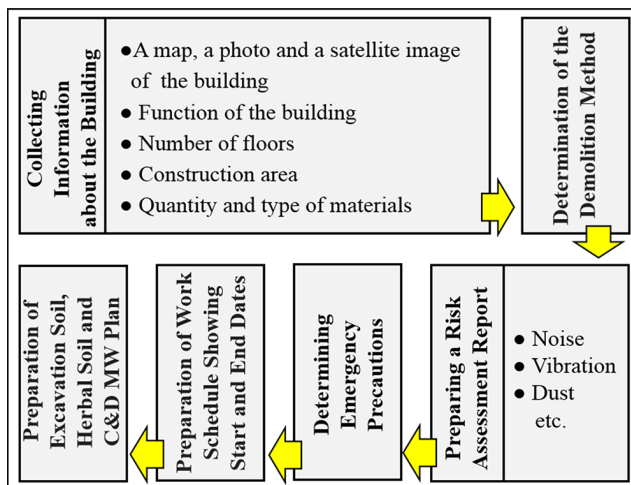 Collecting
Information
about the Building
●A map, a photo and a satellite image
of the building
● Function of the building
● Number of floors
● Construction area
● Quantity and type of materials
Determination of the
Demolition Method
Preparing a Risk
Assessment Report
● Noise
● Vibration
● Dust
etc.
Determining
Emergency
Precautions
Preparation of Work
Schedule Showing
Start and End Dates
Preparation of
Excavation Soil,
Herbal Soil and
C&D MW Plan